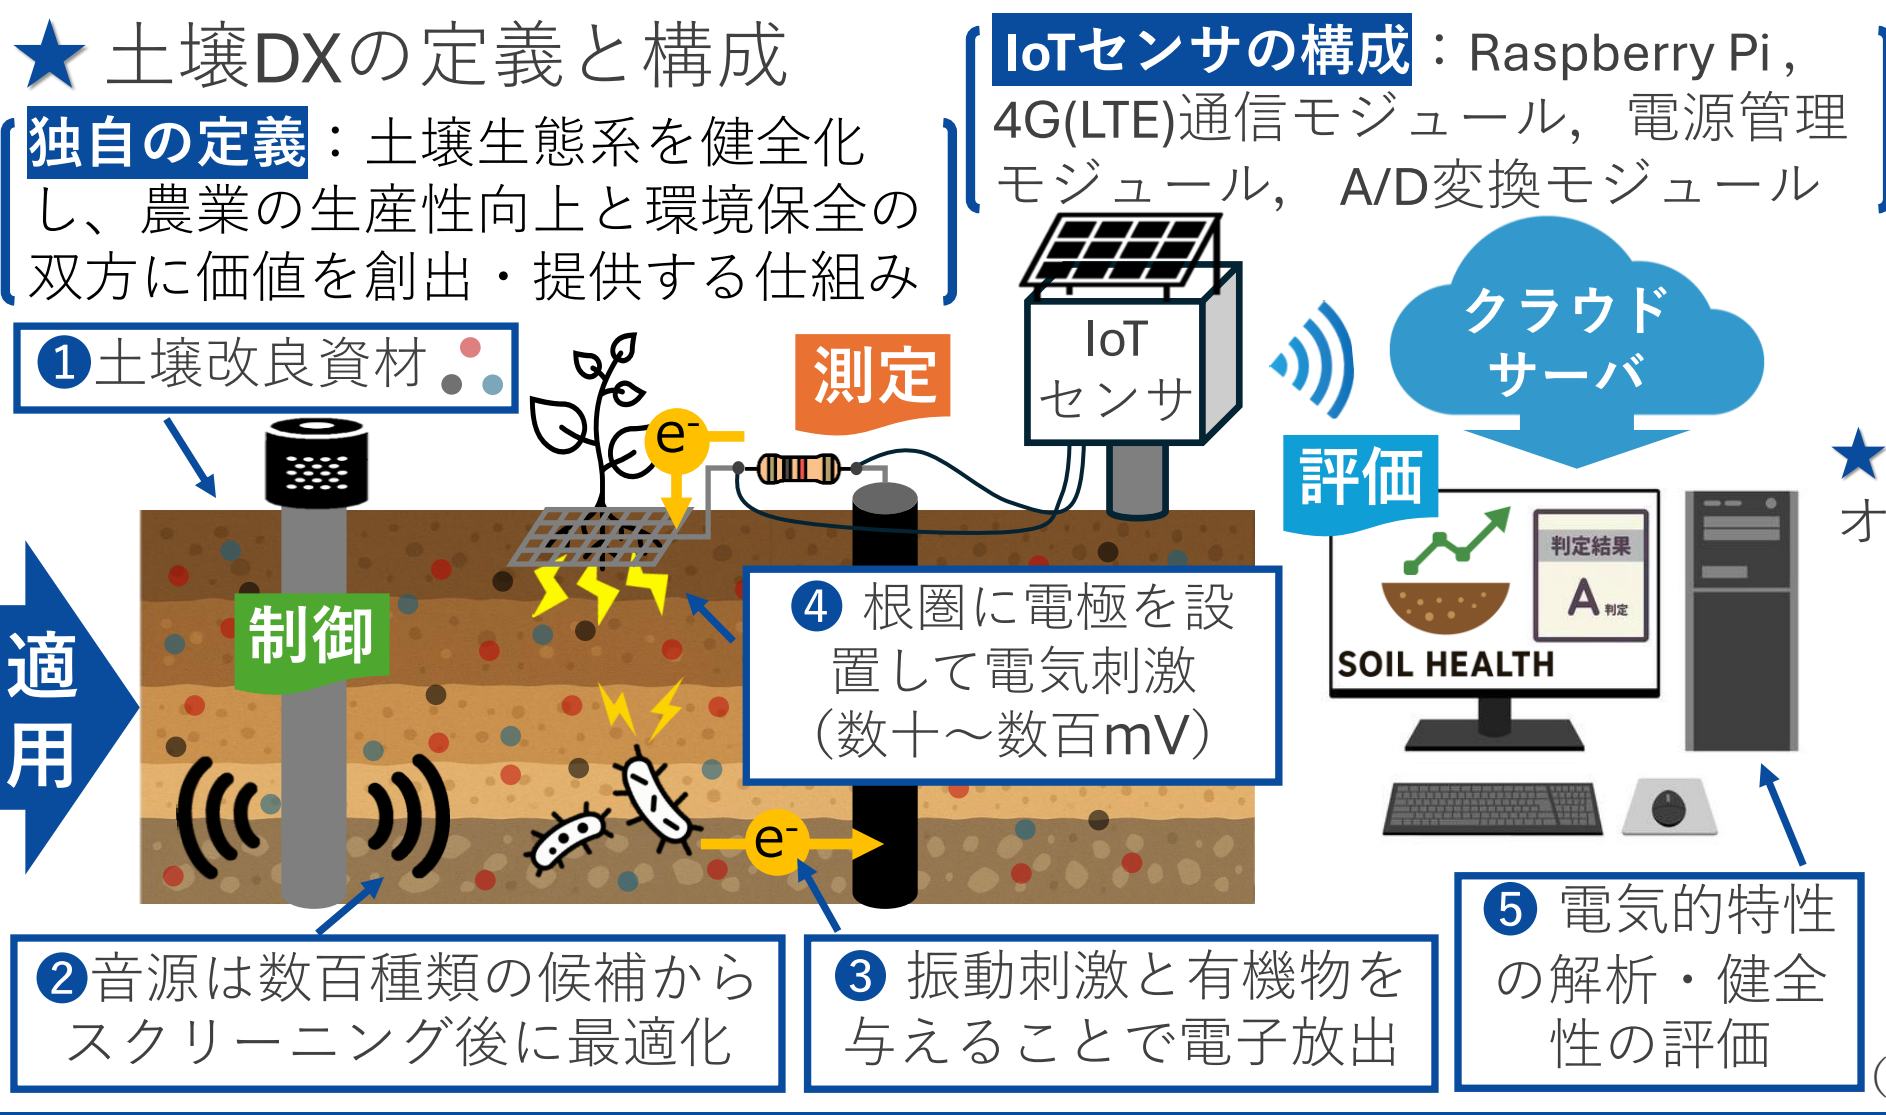 ★ 土壌DXの定義と構成
独自の定義：土壌生態系を健全化
し、農業の生産性向上と環境保全の
双方に価値を創出・提供する仕組み
IoTセンサの構成：Raspberry Pi，
4G(LTE)通信モジュール，電源管理
モジュール，A/D変換モジュール
❶土壌改良資材
測定
IoT
センサ
クラウド
サーバ
e-
評価
★
オ
判定結果
A 判定
SOIL HEALTH
制御
適
用
❹ 根圏に電極を設
置して電気刺激
（数十～数百mV）
e-
❷音源は数百種類の候補から
スクリーニング後に最適化
❸ 振動刺激と有機物を
与えることで電子放出
❺ 電気的特性
の解析・健全
性の評価
（